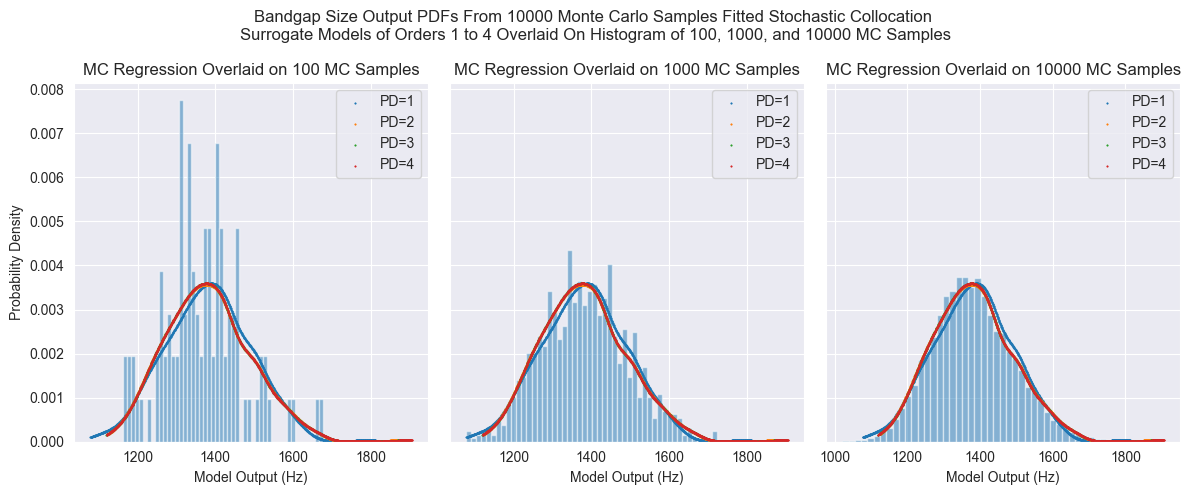 Bandgap Size Output PDFs From 10000 Monte Carlo Samples Fitted Stochastic Collocation
Surrogate Models of Orders 1 to 4 Overlaid On Histogram of 100, 1000, and 10000 MC Samples
MC Regression Overlaid on 100 MC Samples
MC Regression Overlaid on 1000 MC Samples
MC Regression Overlaid on 10000 MC Samples
Probability Density
0.008
0.007
0.006
0.005
0.004
0.003
0.002
0.001
0.000
PD=1
PD=2
PD=3
PD=4
1200 1400 1600 1800
Model Output (Hz)
PD=1
PD=2
PD=3
PD=4
1200 1400 1600 1800
Model Output (Hz)
PD=1
PD=2
PD=3
PD=4
1000 1200 1400 1600 1800
Model Output (Hz)